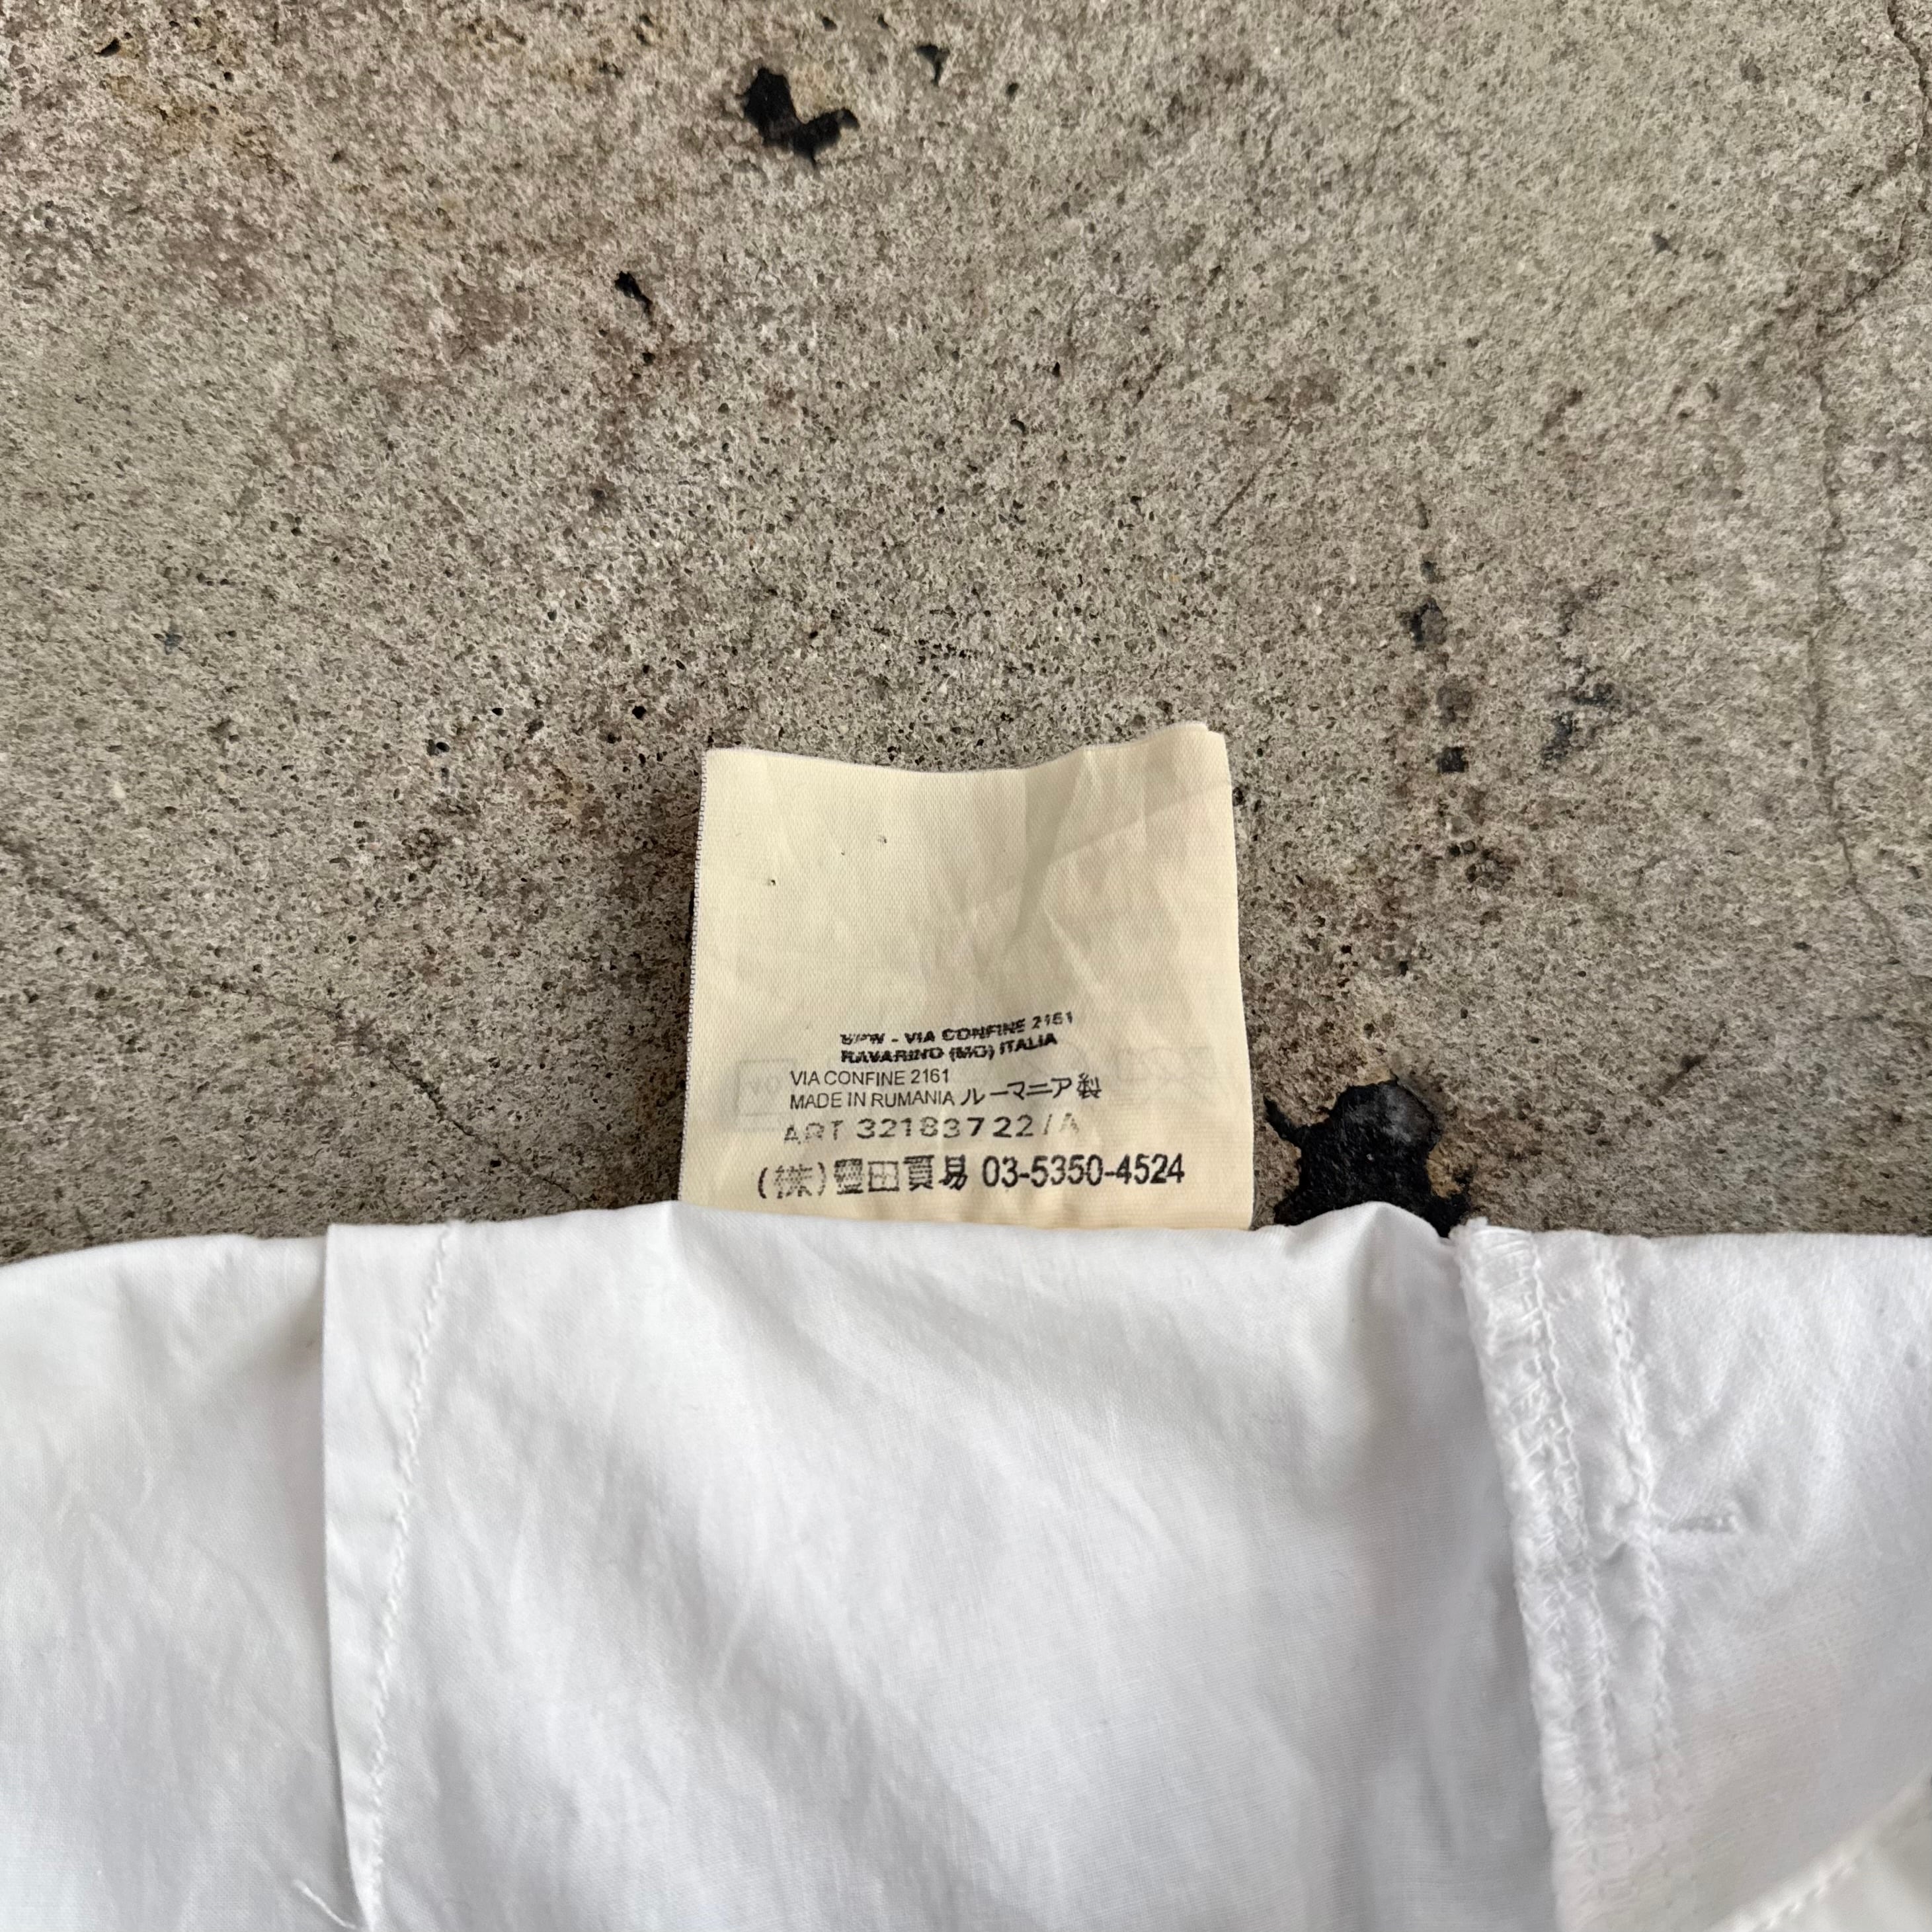 SPW - VIA CONFINE 2161
RAVARINO (MO) ITALIA
VIA CONFINE 2161
MADE IN RUMANIA ルーマニア製
ART 32183722/A
(株)豊田貿易 03-5350-4524